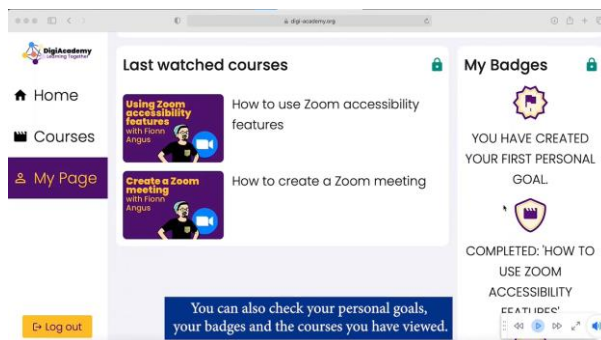 digi-academy.org
DigiAcademy
Learning Together
Home
Courses
My Page
Log out
Last watched courses
Using Zoom
accessibility
features
with Fionn
Angus
How to use Zoom accessibility
features
Create a Zoom
meeting
with Fionn
Angus
How to create a Zoom meeting
My Badges
YOU HAVE CREATED
YOUR FIRST PERSONAL
GOAL.
COMPLETED: 'HOW TO
USE ZOOM
ACCESSIBILITY
FEATURES'
You can also check your personal goals,
your badges and the courses you have viewed.